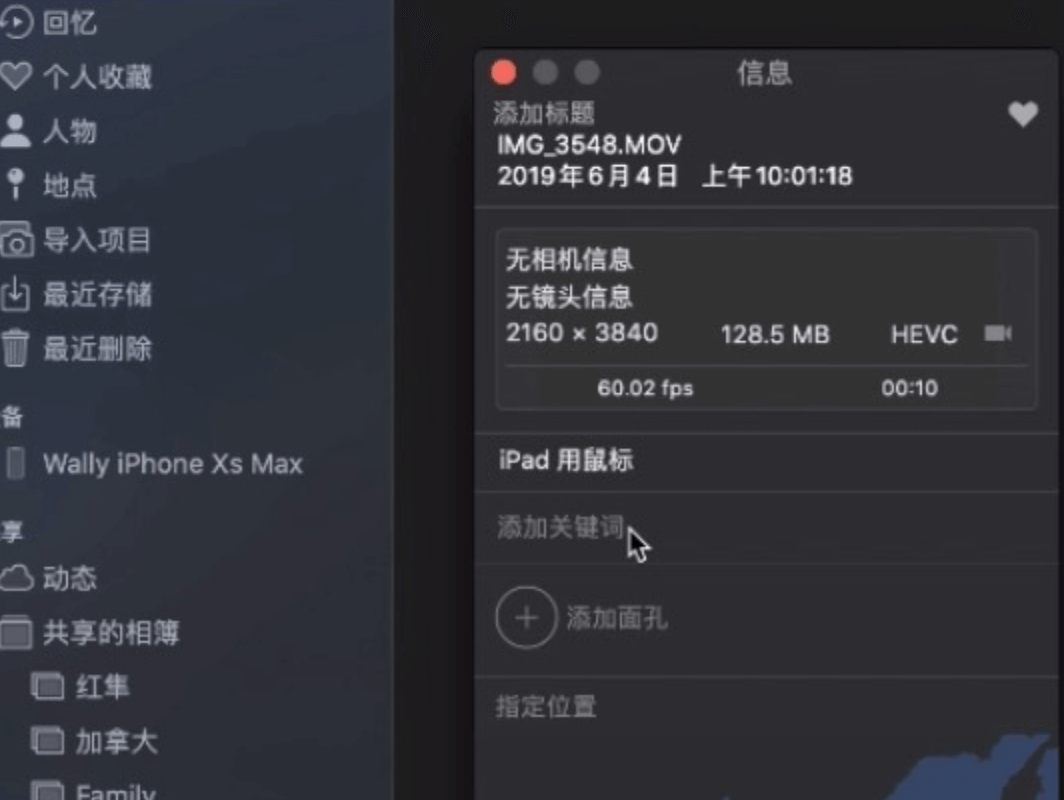 回忆
个人收藏
人物
地点
导入项目
最近存储
最近删除
备
Wally iPhone Xs Max
享
动态
共享的相簿
红隼
加拿大
Family
信息
添加标题
IMG_3548.MOV
2019年6月4日 上午10:01:18
无相机信息
无镜头信息
2160 × 3840 128.5 MB HEVC
60.02 fps 00:10
iPad 用鼠标
添加关键词
添加面孔
指定位置